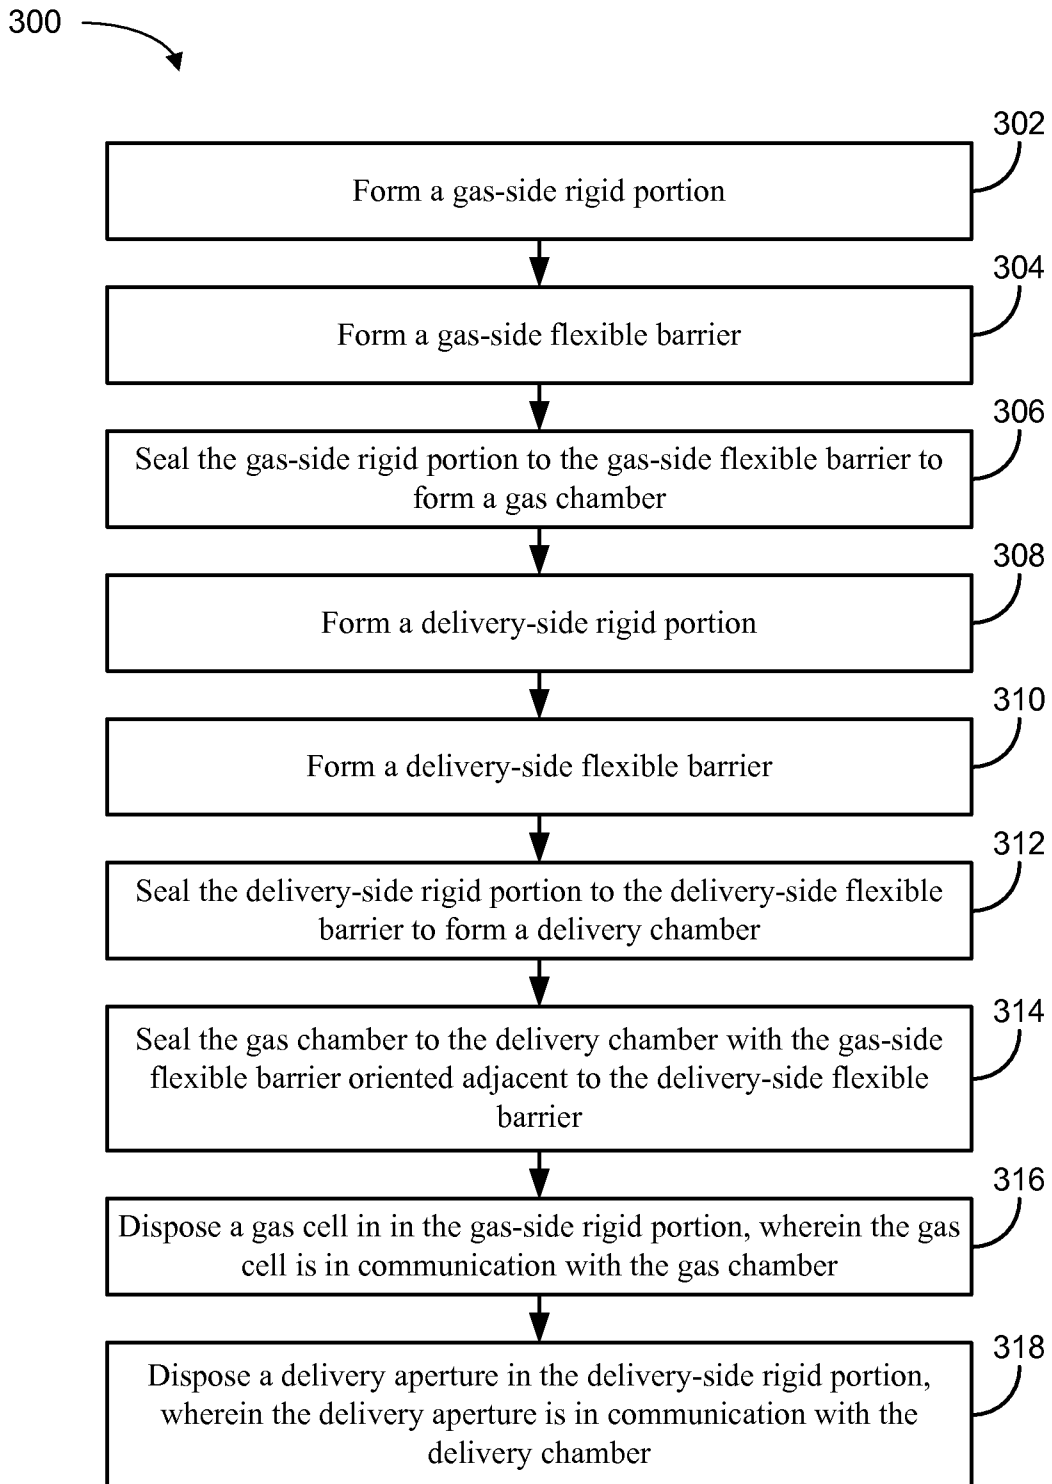 300
302
Form a gas-side rigid portion
304
Form a gas-side flexible barrier
306
Seal the gas-side rigid portion to the gas-side flexible barrier to
form a gas chamber
308
Form a delivery-side rigid portion
310
Form a delivery-side flexible barrier
312
Seal the delivery-side rigid portion to the delivery-side flexible
barrier to form a delivery chamber
314
Seal the gas chamber to the delivery chamber with the gas-side
flexible barrier oriented adjacent to the delivery-side flexible
barrier
316
Dispose a gas cell in in the gas-side rigid portion, wherein the gas
cell is in communication with the gas chamber
318
Dispose a delivery aperture in the delivery-side rigid portion,
wherein the delivery aperture is in communication with the
delivery chamber